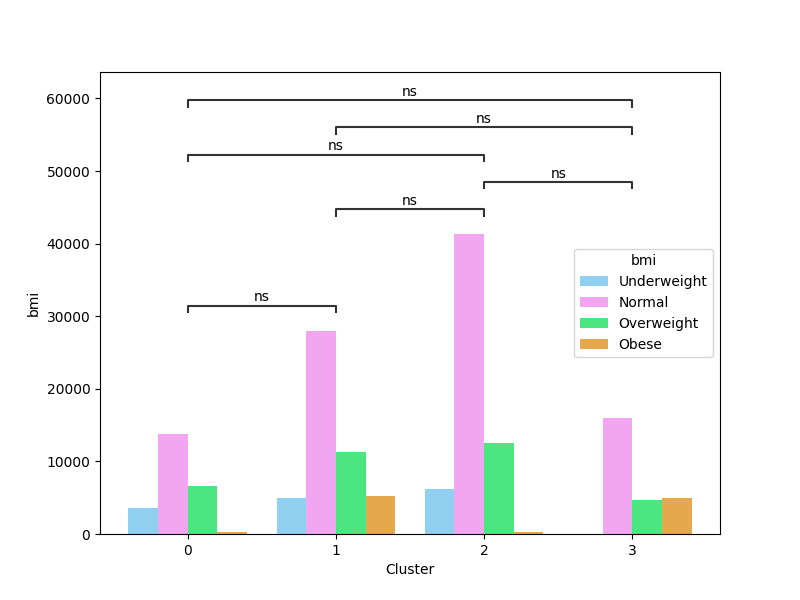 60000
50000
40000
30000
20000
10000
0
bmi
ns
ns
ns
ns
ns
ns
bmi
Underweight
Normal
Overweight
Obese
0 1 2 3
Cluster